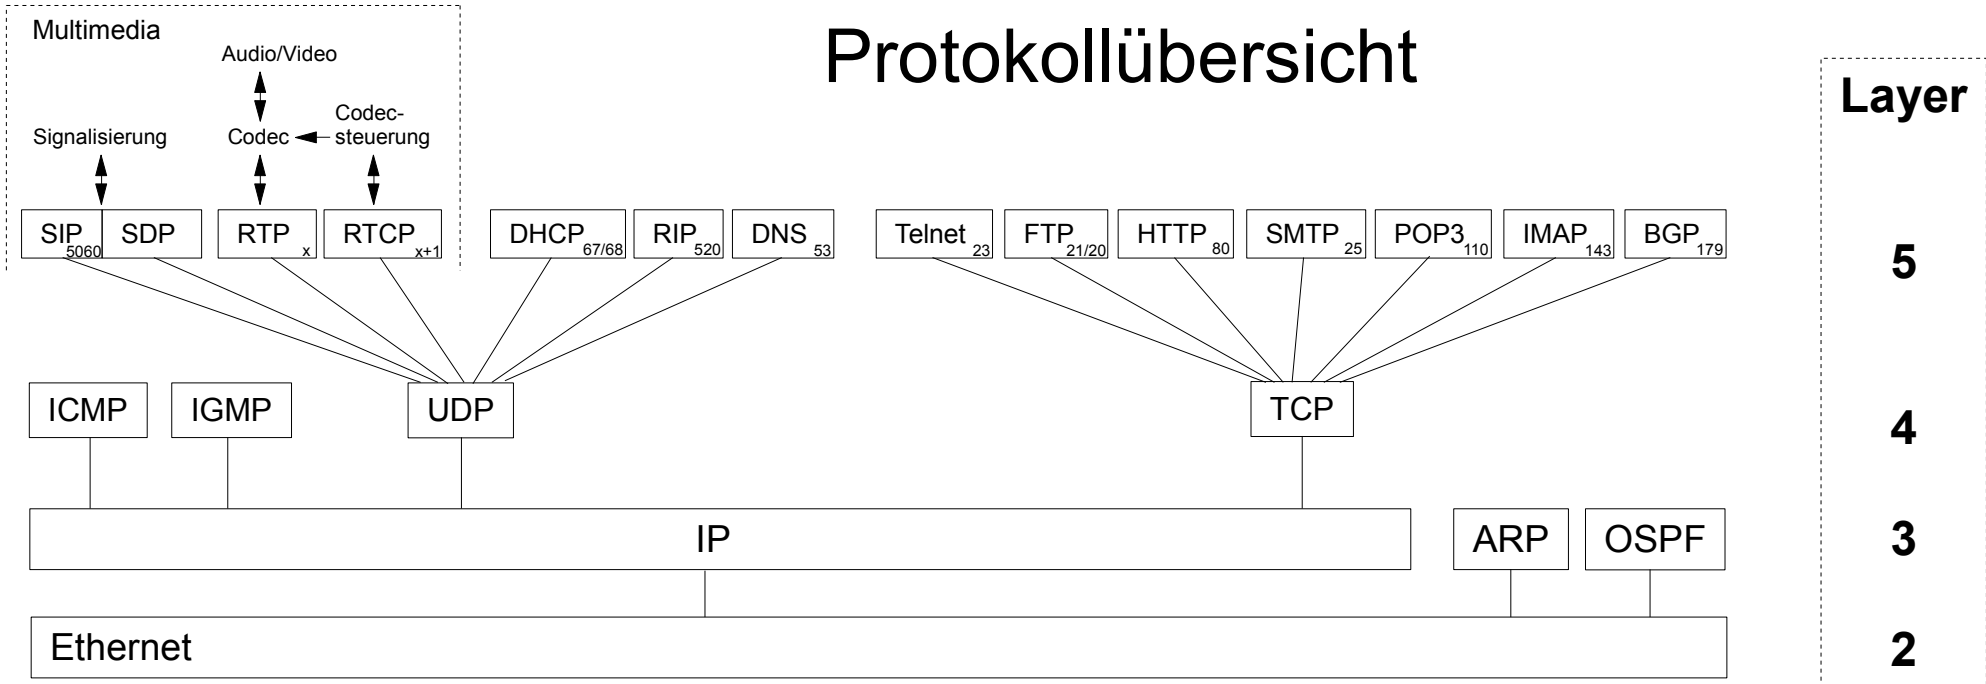 Protokollübersicht
Multimedia
Audio/Video
Codec-
steuerung
Signalisierung
Codec
SIP 5060
SDP
RTP x
RTCP x+1
DHCP 67/68
RIP 520
DNS 53
Telnet 23
FTP 21/20
HTTP 80
SMTP 25
POP3 110
IMAP 143
BGP 179
ICMP
IGMP
UDP
TCP
IP
ARP
OSPF
Ethernet
Layer
5
4
3
2